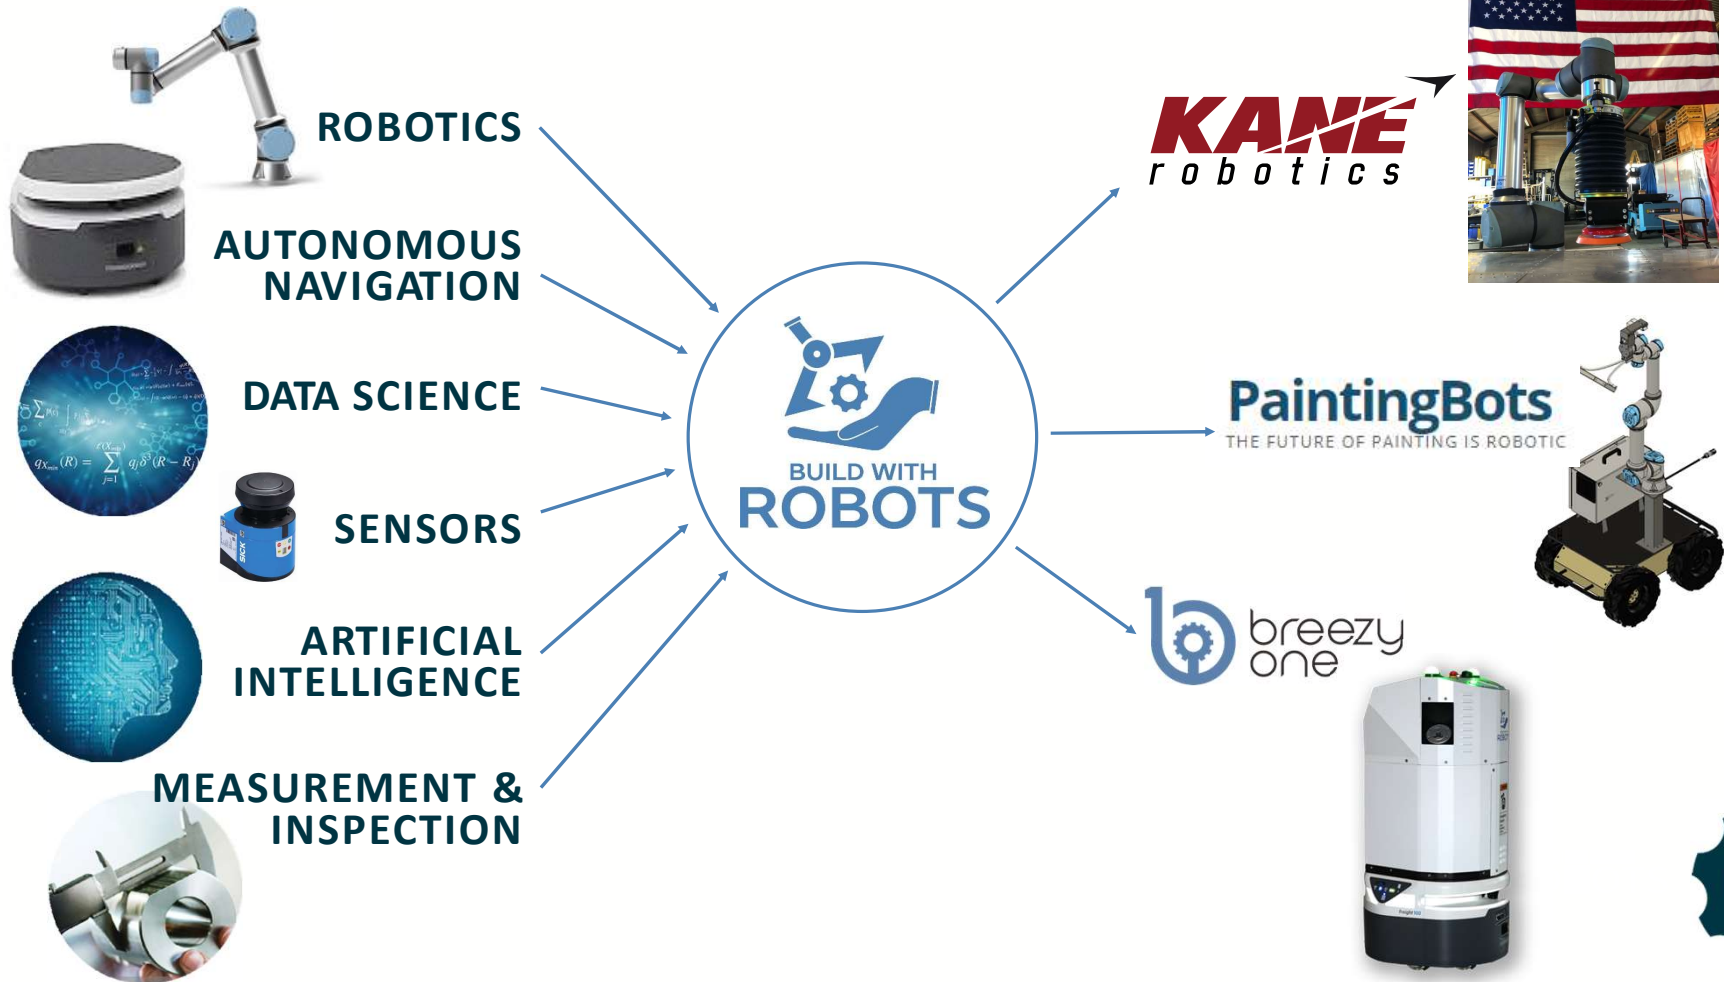 ROBOTICS
AUTONOMOUS
NAVIGATION
DATA SCIENCE
SENSORS
SICK
ARTIFICIAL
INTELLIGENCE
MEASUREMENT &
INSPECTION
BUILD WITH
ROBOTS
KANE
robotics
PaintingBots
THE FUTURE OF PAINTING IS ROBOTIC
breezy
one